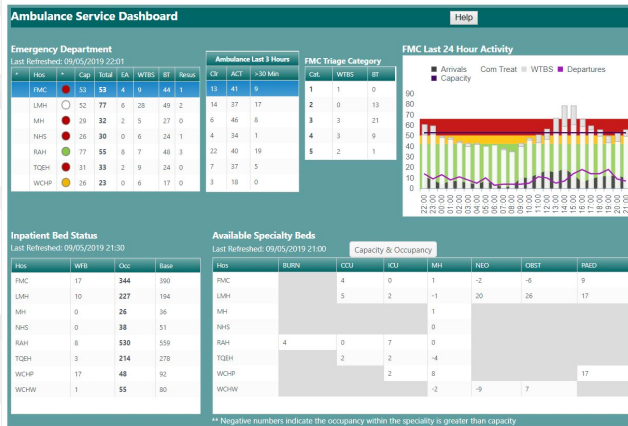 Ambulance Service Dashboard
Help
Emergency Department
Last Refreshed: 09/05/2019 22:01
* Hos * Cap Total EA WTBS BT Resus
FMC 53 53 4 9 44 1
LMH 52 77 6 28 49 2
MH 29 32 2 5 27 0
NHS 26 30 0 6 24 1
RAH 77 55 8 7 48 3
TQEH 31 33 2 9 24 0
WCHP 26 23 0 6 17 0
Ambulance Last 3 Hours
Clr ACT >30 Min
13 41 9
14 37 17
6 46 8
4 34 1
22 40 19
7 37 5
3 18 0
FMC Triage Category
Cat. WTBS BT
1 1 0
2 0 13
3 3 21
4 3 9
5 2 1
FMC Last 24 Hour Activity
Arrivals Com Treat WTBS Departures
Capacity
90
80
70
60
50
40
30
20
10
0
22:00 23:00 00:00 01:00 02:00 03:00 04:00 05:00 06:00 07:00 08:00 09:00 10:00 11:00 12:00 13:00 14:00 15:00 16:00 17:00 18:00 19:00 20:00 21:00
Inpatient Bed Status
Last Refreshed: 09/05/2019 21:30
Hos WFB Occ Base
FMC 17 344 390
LMH 10 227 194
MH 0 26 36
NHS 0 38 51
RAH 8 530 559
TQEH 3 214 278
WCHP 17 48 92
WCHW 1 55 80
Available Specialty Beds
Last Refreshed: 09/05/2019 21:00
Capacity & Occupancy
Hos BURN CCU ICU MH NEO OBST PAED
FMC 4 0 1 -2 -6 9
LMH 5 2 -1 20 26 17
MH 1
NHS 0
RAH 4 0 7 0
TQEH 2 2 -4
WCHP 2 8 17
WCHW -2 -9 7
** Negative numbers indicate the occupancy within the speciality is greater than capacity